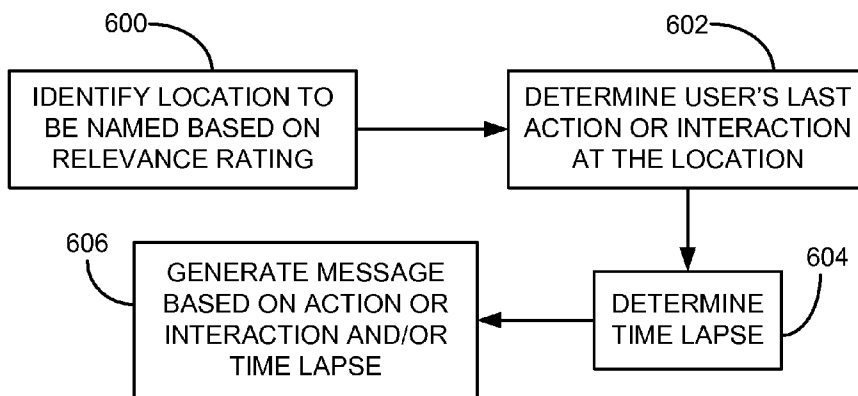 600
IDENTIFY LOCATION TO
BE NAMED BASED ON
RELEVANCE RATING
602
DETERMINE USER'S LAST
ACTION OR INTERACTION
AT THE LOCATION
604
DETERMINE
TIME LAPSE
606
GENERATE MESSAGE
BASED ON ACTION OR
INTERACTION AND/OR
TIME LAPSE